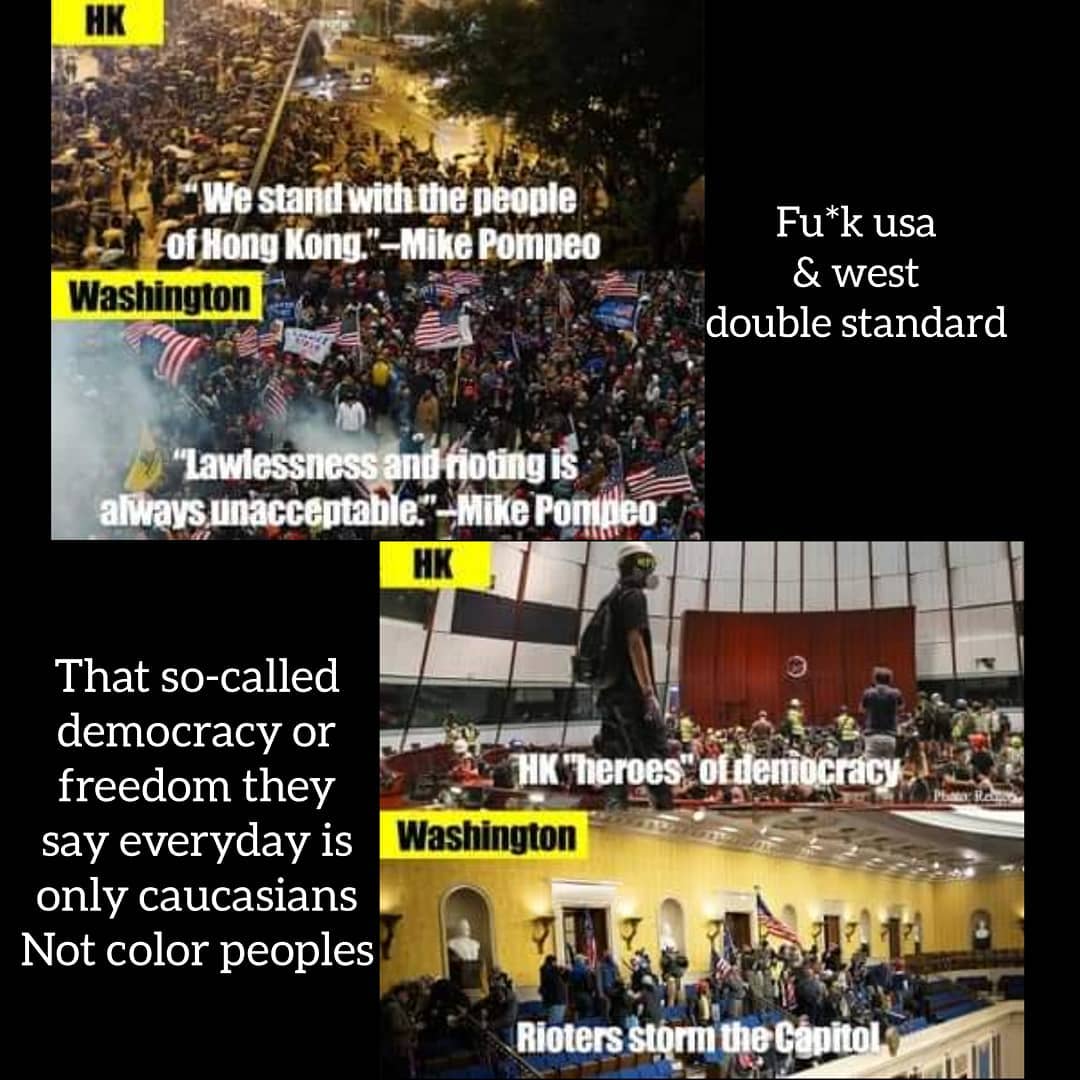 HK
"We stand with the people
of Hong Kong."–Mike Pompeo
Washington
"Lawlessness and rioting is
always unacceptable."–Mike Pompeo
Fu*k usa
& west
double standard
That so-called
democracy or
freedom they
say everyday is
only caucasians
Not color peoples
HK
HK "heroes" of democracy
Photo:
Washington
Rioters storm the Capitol